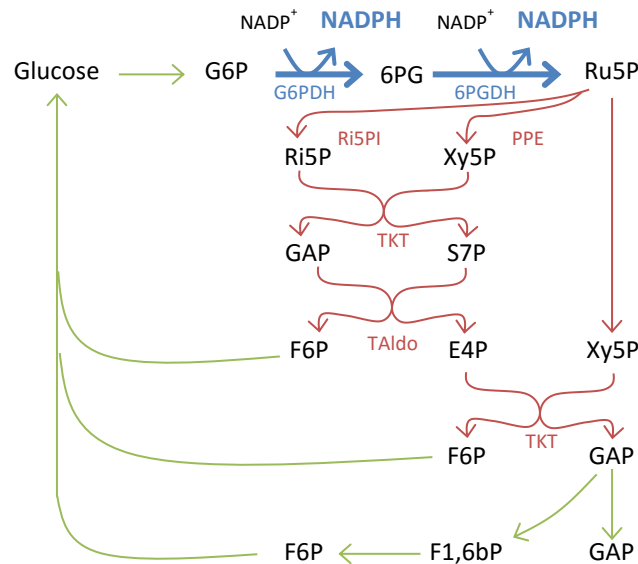 NADP+ NADPH NADP+ NADPH
Glucose G6P 6PG Ru5P
G6PDH 6PGDH
Ri5PI PPE
Ri5P Xy5P
TKT
GAP S7P
TAldo
F6P E4P Xy5P
TKT
F6P GAP
F6P F1,6bP GAP